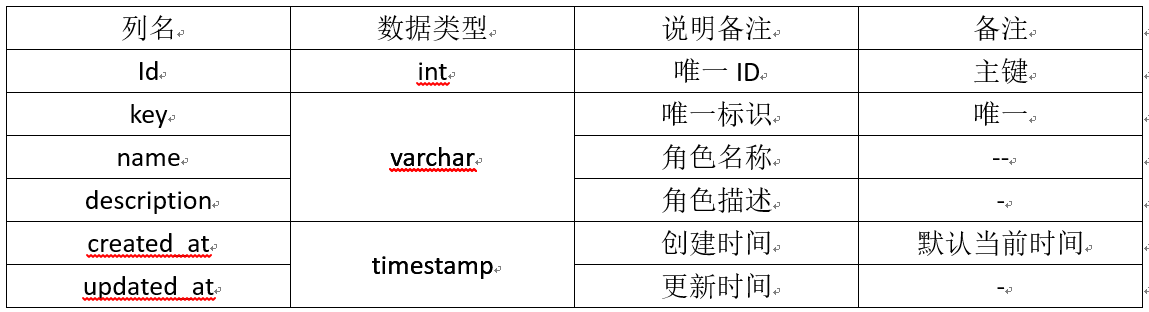 列名 数据类型 说明备注 备注
Id int 唯一 ID 主键
key varchar 唯一标识 唯一
name 角色名称 --
description 角色描述 -
created_at timestamp 创建时间 默认当前时间
updated_at 更新时间 -